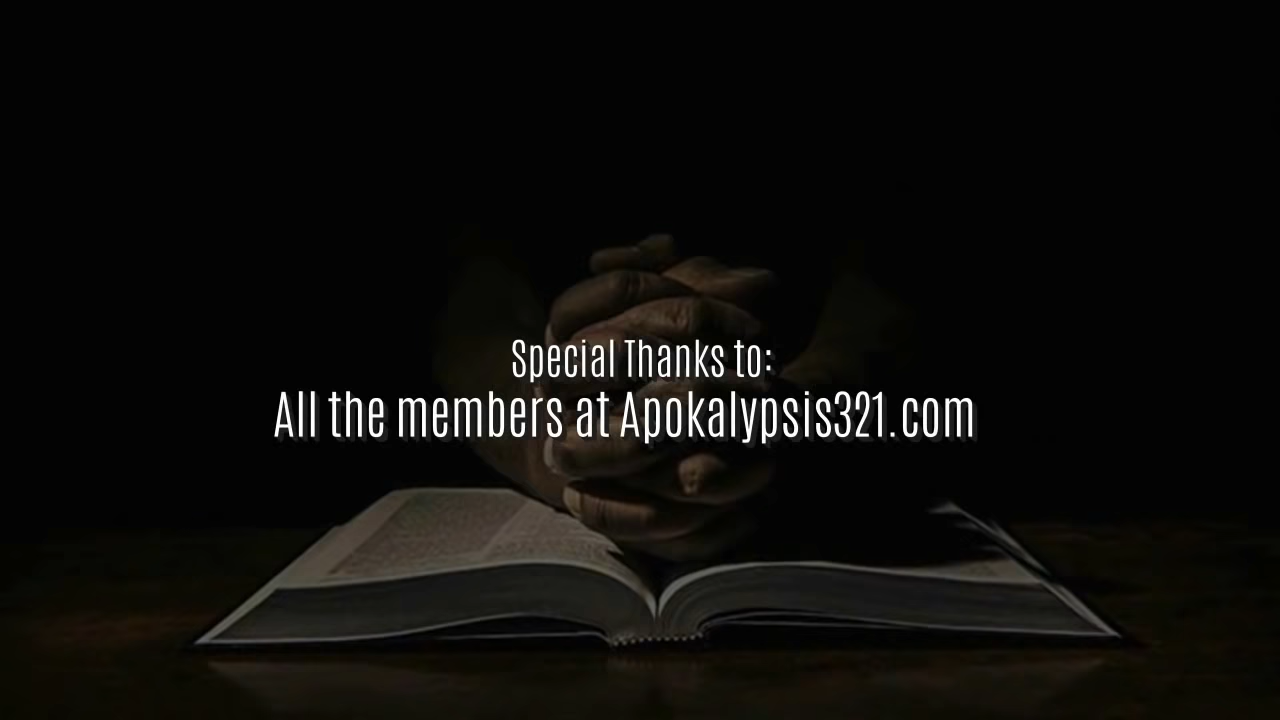 Special Thanks to:
All the members at Apokalypsis321.com